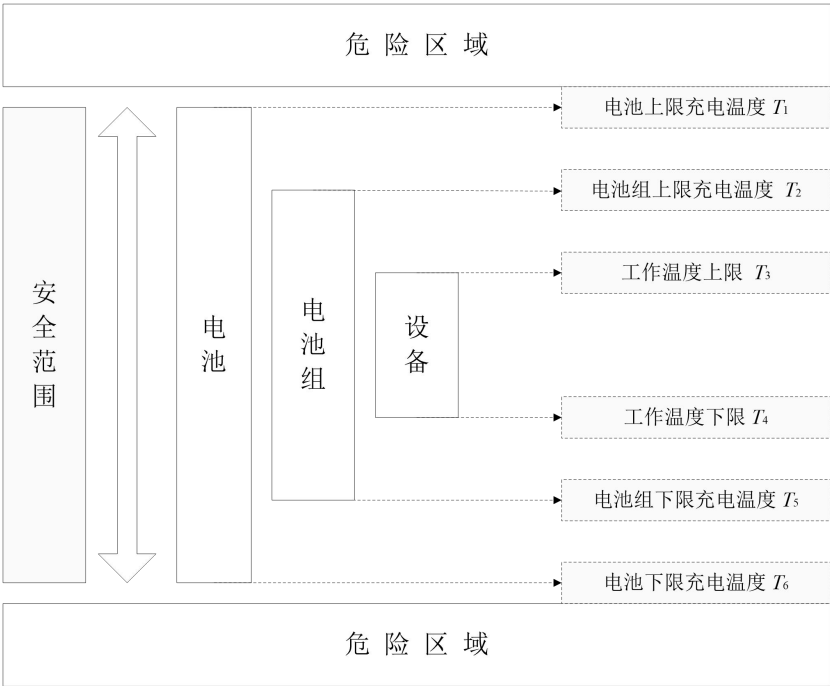 危险区域
电池上限充电温度 T₁
电池组上限充电温度 T₂
工作温度上限 T₃
安全范围
电池
电池组
设备
工作温度下限 T₄
电池组下限充电温度 T₅
电池下限充电温度 T₆
危险区域